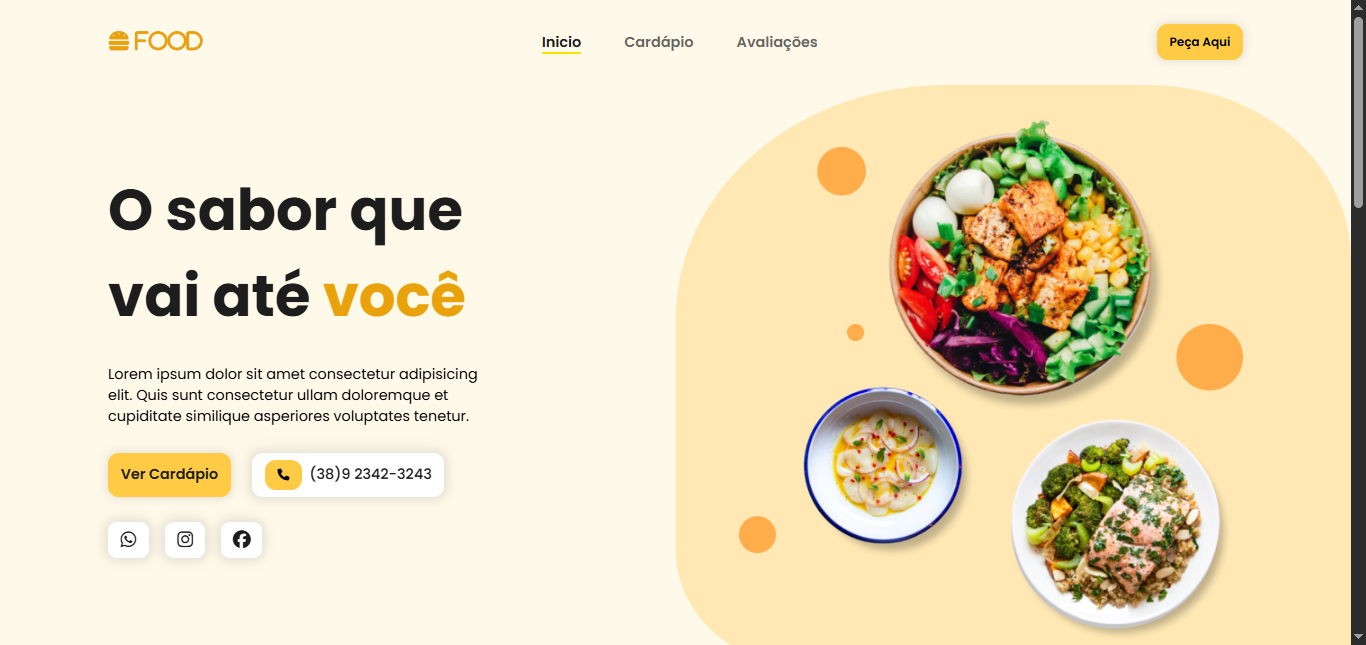 FOOD
Inicio
Cardápio
Avaliações
Peça Aqui
O sabor que
vai até você
Lorem ipsum dolor sit amet consectetur adipisicing
elit. Quis sunt consectetur ullam doloremque et
cupiditate similique asperiores voluptates tenetur.
Ver Cardápio
(38)9 2342-3243